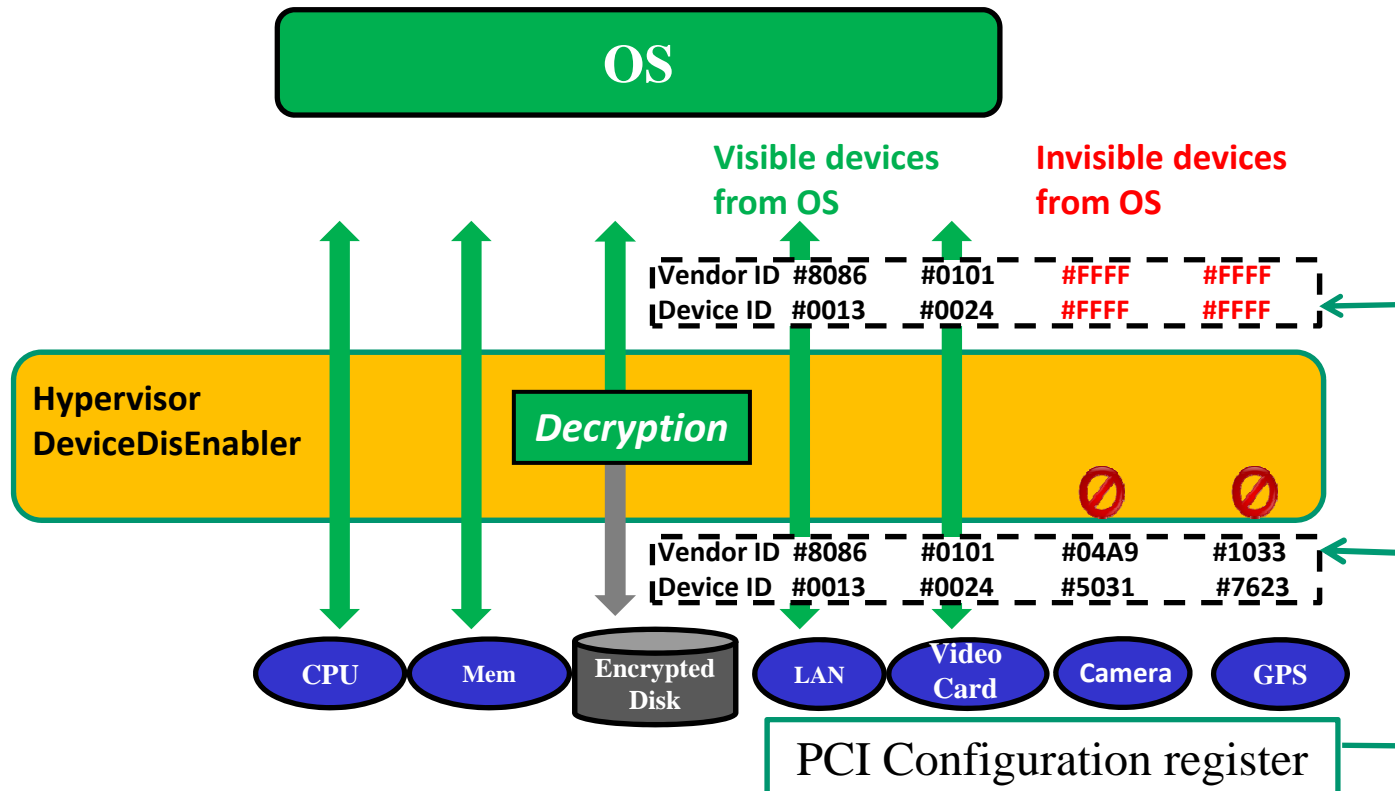 OS
Visible devices
from OS
Invisible devices
from OS
Vendor ID #8086 #0101 #FFFF #FFFF
Device ID #0013 #0024 #FFFF #FFFF
Hypervisor
DeviceDisEnabler
Decryption
Vendor ID #8086 #0101 #04A9 #1033
Device ID #0013 #0024 #5031 #7623
CPU
Mem
Encrypted
Disk
LAN
Video
Card
Camera
GPS
PCI Configuration register